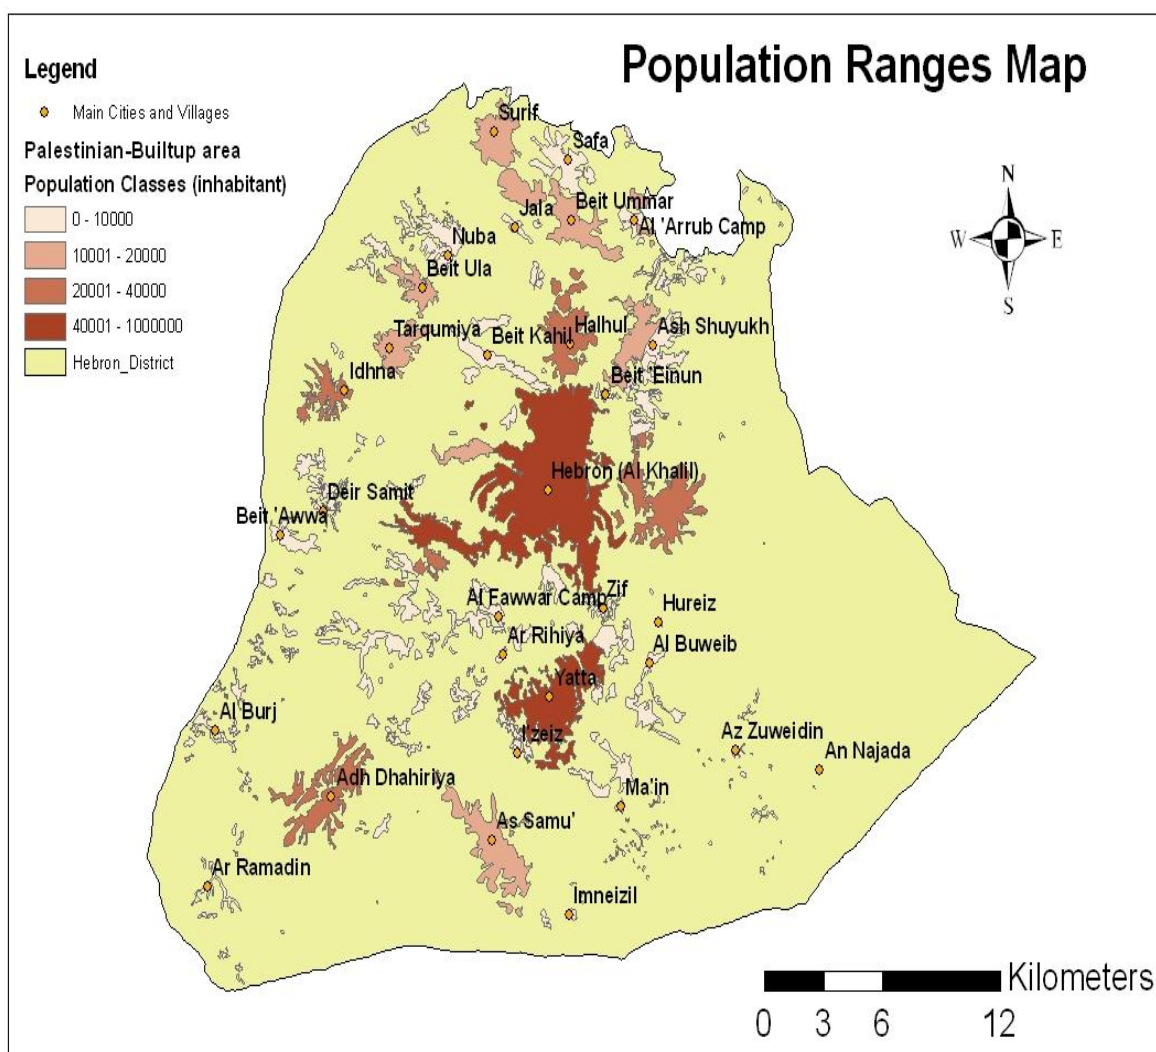 Population Ranges Map
Legend
Main Cities and Villages
Palestinian-Builtup area
Population Classes (inhabitant)
0 - 10000
10001 - 20000
20001 - 40000
40001 - 1000000
Hebron_District
N
W
E
S
Surif
Safa
Jala
Beit Ummar
Al 'Arrub Camp
Nuba
Beit Ula
Tarqumiya
Beit Kahil
Halhul
Ash Shuyukh
Idhna
Beit 'Einun
Hebron (Al Khalil)
Deir Samit
Beit 'Awwa
Al Fawwar Camp
Zif
Hureiz
Ar Rihiya
Al Buweib
Yatta
Al Burj
I'zeiz
Az Zuweidin
An Najada
Adh Dhahiriya
Ma'in
As Samu'
Ar Ramadin
Imneizil
Kilometers
0 3 6 12